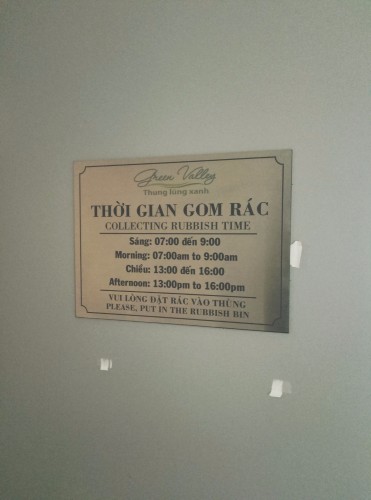 Green Valley
Thung lũng xanh
THỜI GIAN GOM RÁC
COLLECTING RUBBISH TIME
Sáng: 07:00 đến 9:00
Morning: 07:00am to 9:00am
Chiều: 13:00 đến 16:00
Afternoon: 13:00pm to 16:00pm
VUI LÒNG ĐẶT RÁC VÀO THÙNG
PLEASE, PUT IN THE RUBBISH BIN